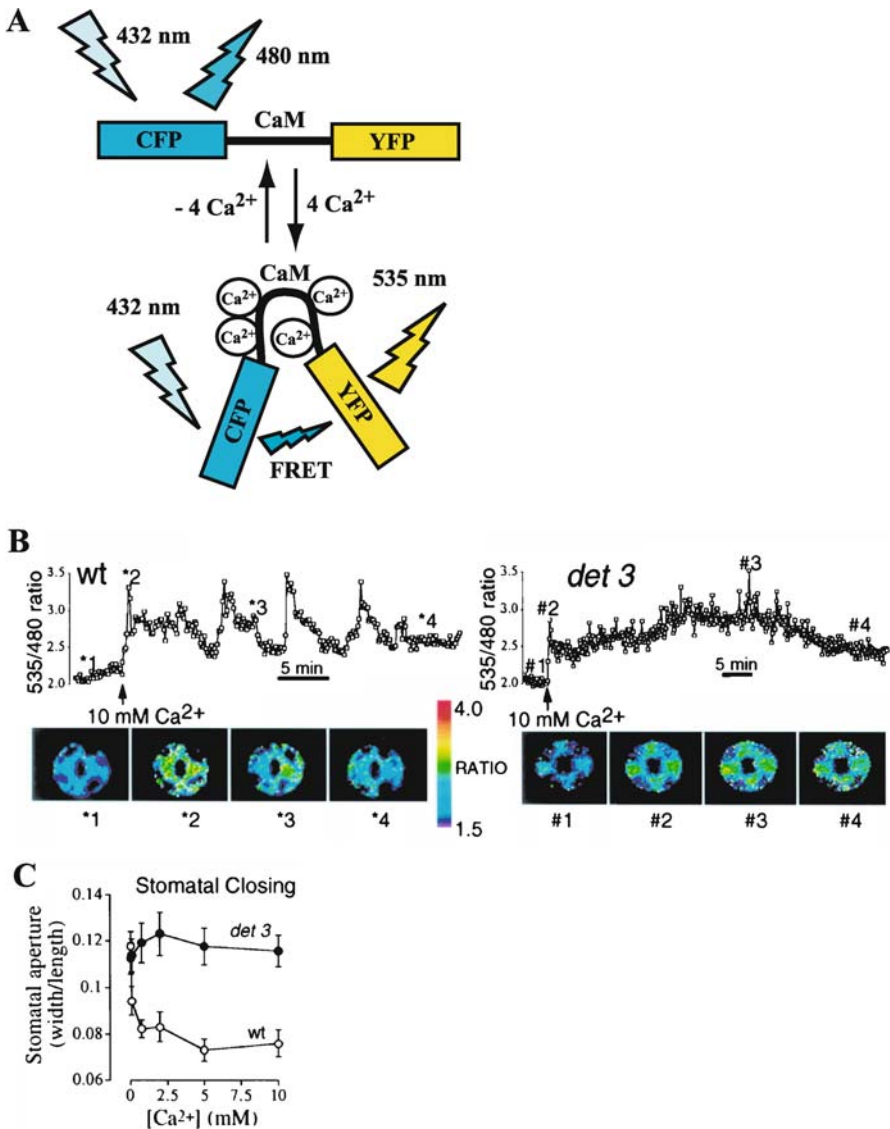 A
432 nm
480 nm
CFP
CaM
YFP
- 4 Ca2+
4 Ca2+
CaM
535 nm
432 nm
Ca2+
Ca2+
Ca2+
Ca2+
CFP
YFP
FRET
B
wt
535/480 ratio
3.5
3.0
2.5
2.0
*1
*2
*3
*4
5 min
10 mM Ca2+
*1
*2
*3
*4
4.0
RATIO
1.5
det 3
535/480 ratio
3.5
3.0
2.5
2.0
#1
#2
#3
#4
5 min
10 mM Ca2+
#1
#2
#3
#4
C
Stomatal Closing
Stomatal aperture
(width/length)
0.14
0.12
0.1
0.08
0.06
det 3
wt
0
2.5
5
7.5
10
[Ca2+] (mM)